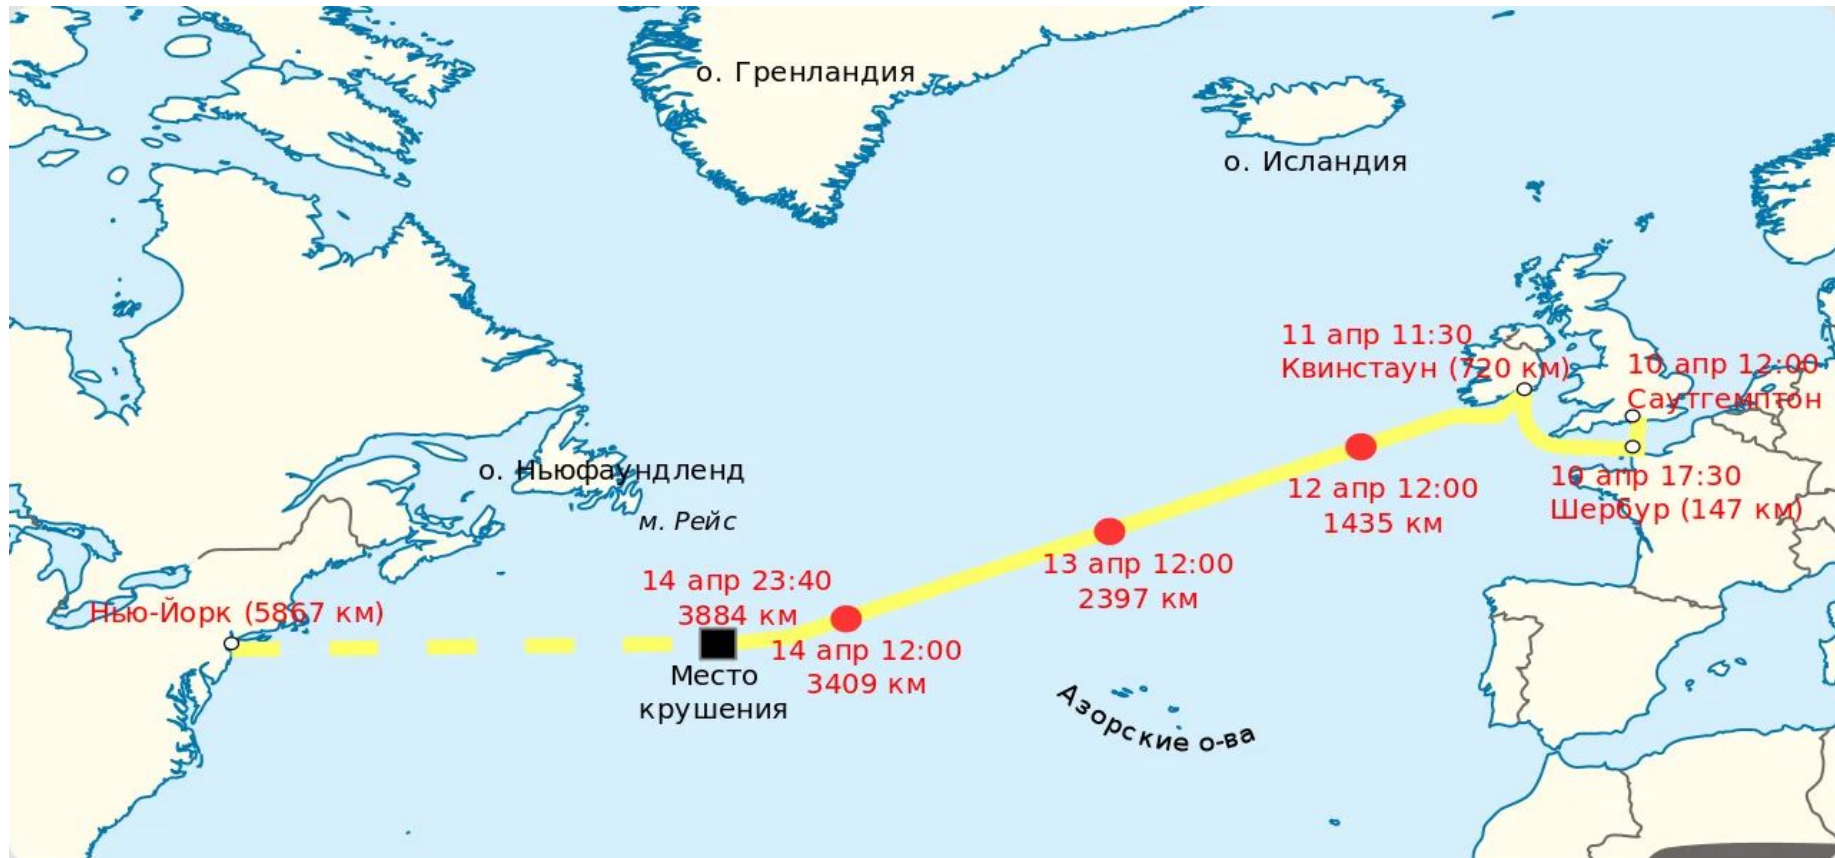 о. Гренландия
о. Исландия
11 апр 11:30
Квинстаун (720 км)
10 апр 12:00
Саутгемптон
о. Ньюфаундленд
м. Рейс
12 апр 12:00
1435 км
10 апр 17:30
Шербур (147 км)
13 апр 12:00
2397 км
14 апр 23:40
3884 км
Нью-Йорк (5867 км)
14 апр 12:00
3409 км
Место
крушения
Азорские о-ва